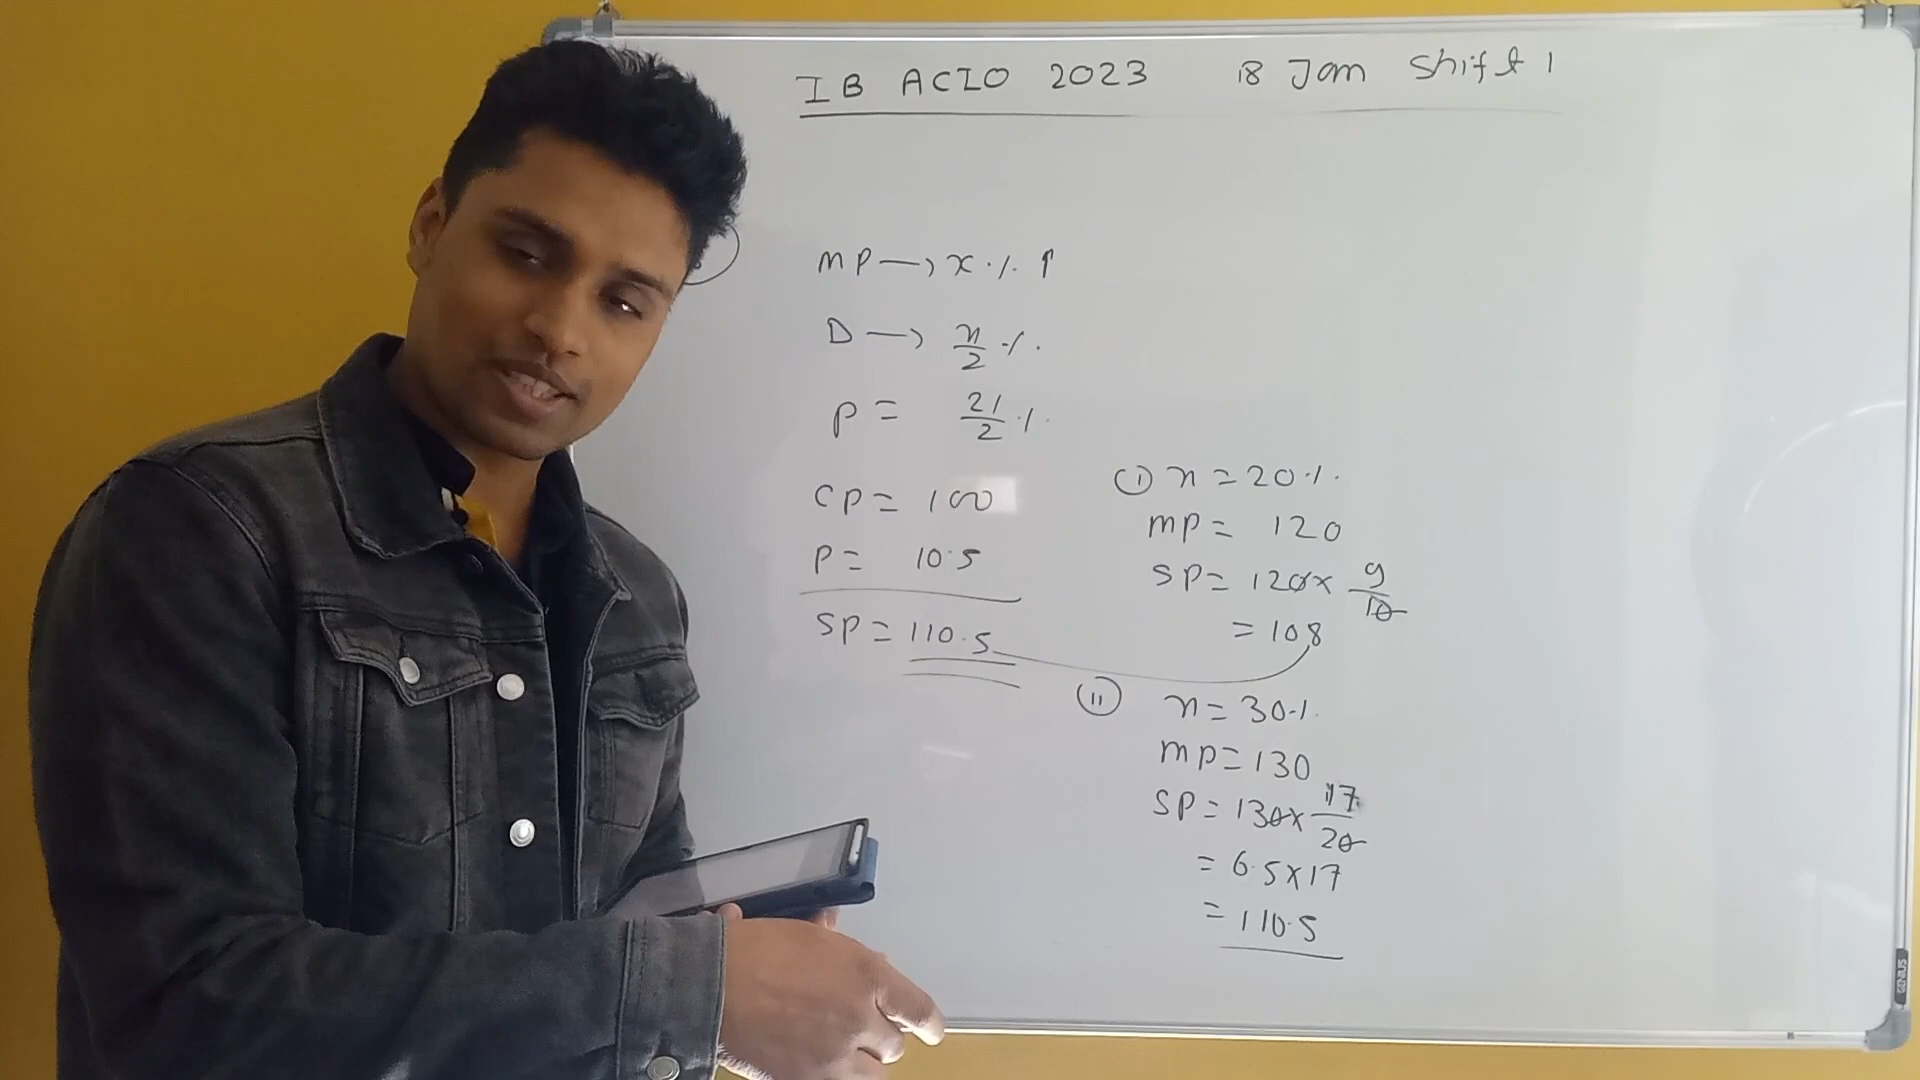 IB ACIO 2023 18 Jan Shift 1
MP → x % ↑
D → x/2 %
P = 21/2 %
CP = 100
P = 10.5
SP = 110.5
(i) x = 20%
MP = 120
SP = 120 × 9/10
= 108
(ii) x = 30%
MP = 130
SP = 130 × 17/20
= 6.5 × 17
= 110.5
GENIUS